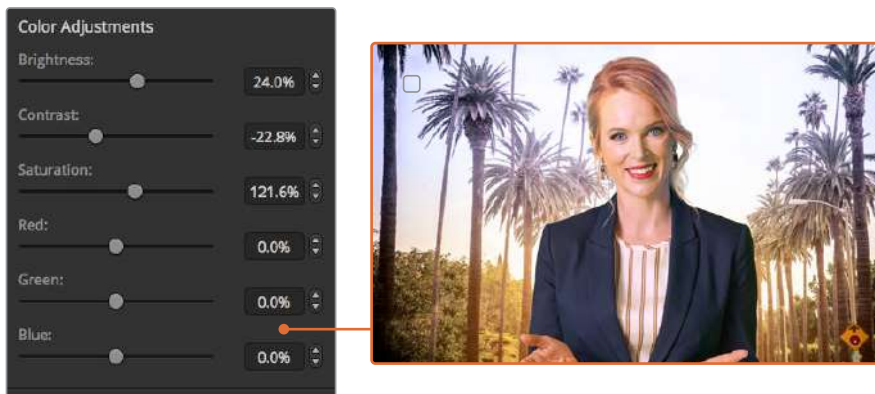 Color Adjustments
Brightness:
24.0%
Contrast:
-22.8%
Saturation:
121.6%
Red:
0.0%
Green:
0.0%
Blue:
0.0%